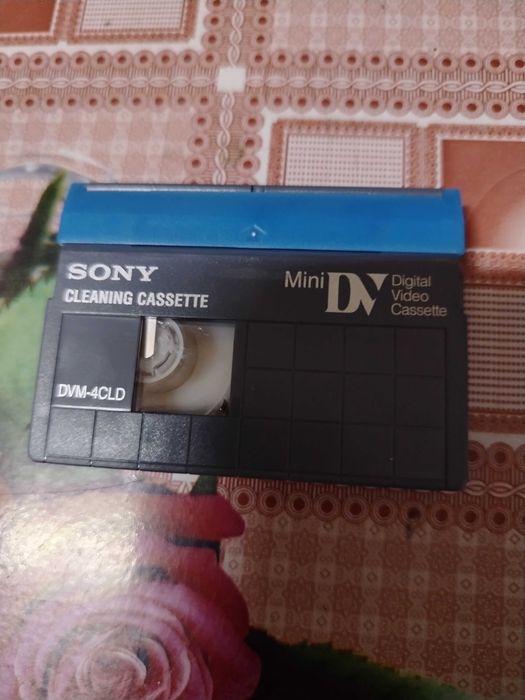 SONY
CLEANING CASSETTE
Mini DV Digital
Video
Cassette
DVM-4CLD